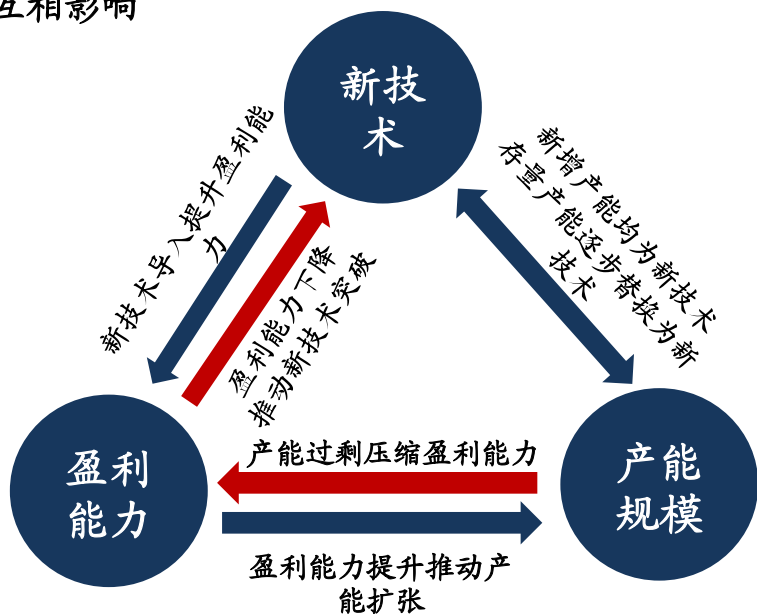 互相影响
新技
术
新技术导入提升盈利能
力
盈利能力下降
推动新技术突破
新增产能均为新技术
存量产能逐步替换为新
技术
盈利
能力
产能过剩压缩盈利能力
盈利能力提升推动产
能扩张
产能
规模